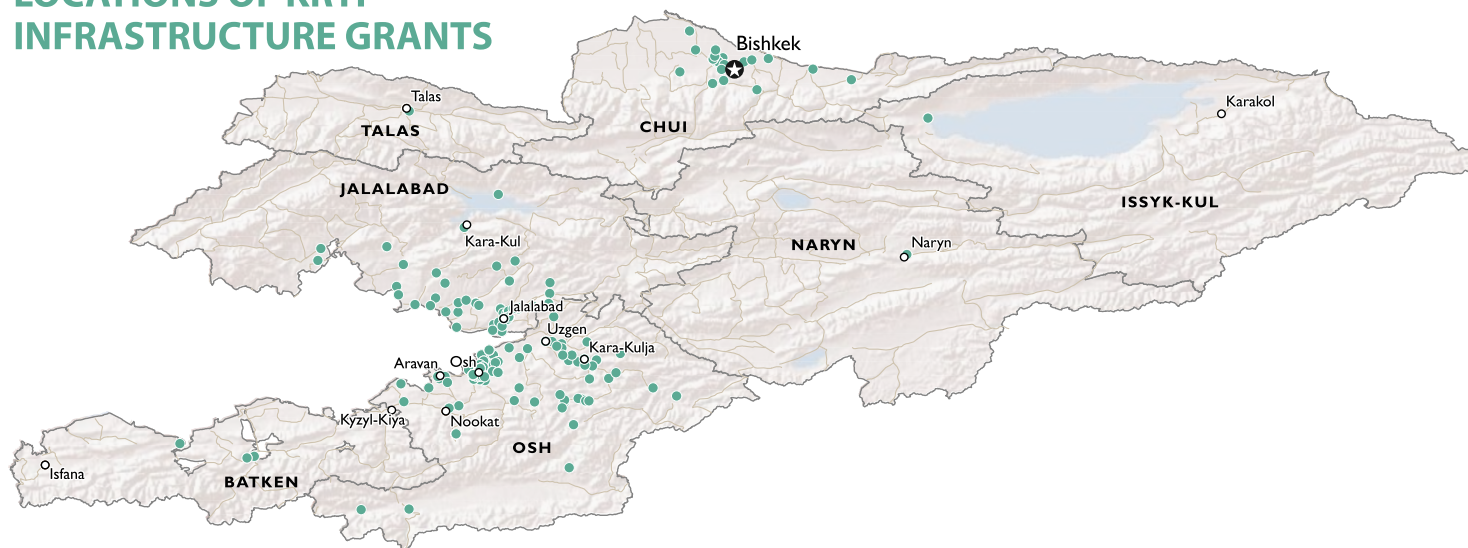 INFRASTRUCTURE GRANTS
Bishkek
Talas
Karakol
TALAS
CHUI
JALALABAD
ISSYK-KUL
Kara-Kul
NARYN
Naryn
Jalalabad
Uzgen
Kara-Kulja
Aravan
Osh
Kyzyl-Kiya
Nookat
OSH
Isfana
BATKEN